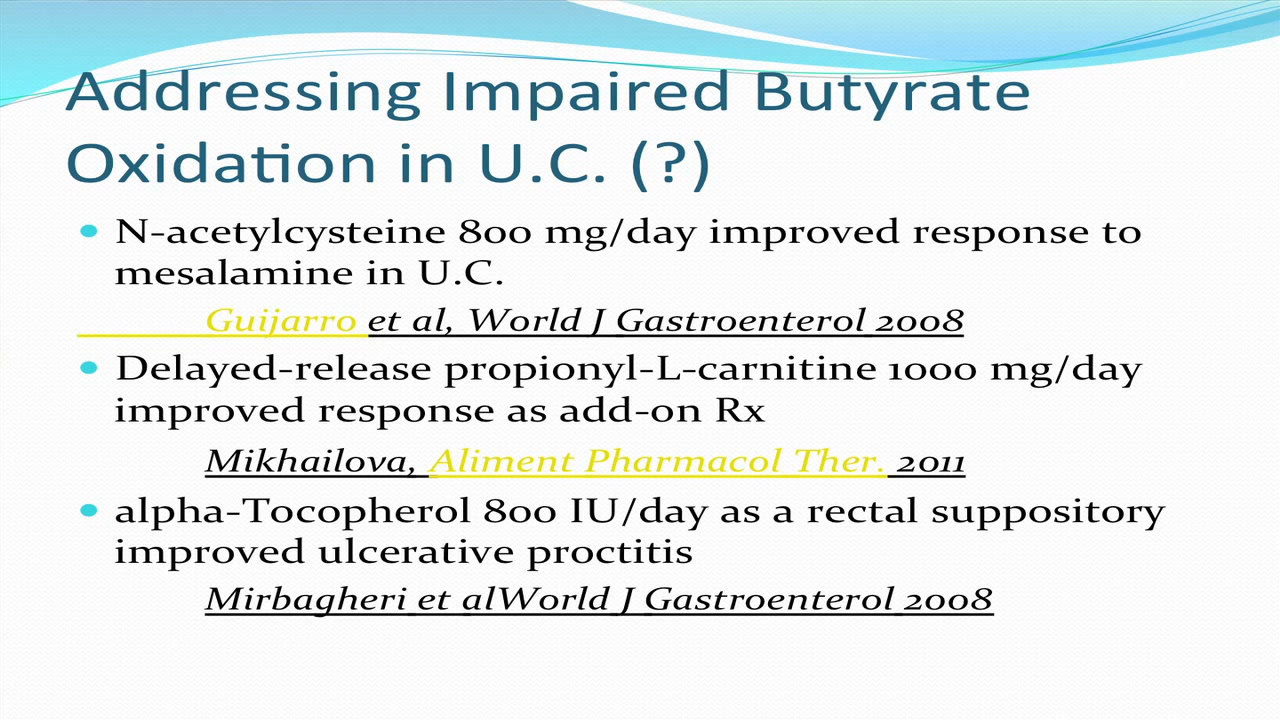 Addressing Impaired Butyrate
Oxidation in U.C. (?)
• N-acetylcysteine 800 mg/day improved response to
mesalamine in U.C.
Guijarro et al, World J Gastroenterol 2008
• Delayed-release propionyl-L-carnitine 1000 mg/day
improved response as add-on Rx
Mikhailova, Aliment Pharmacol Ther. 2011
• alpha-Tocopherol 800 IU/day as a rectal suppository
improved ulcerative proctitis
Mirbagheri et alWorld J Gastroenterol 2008